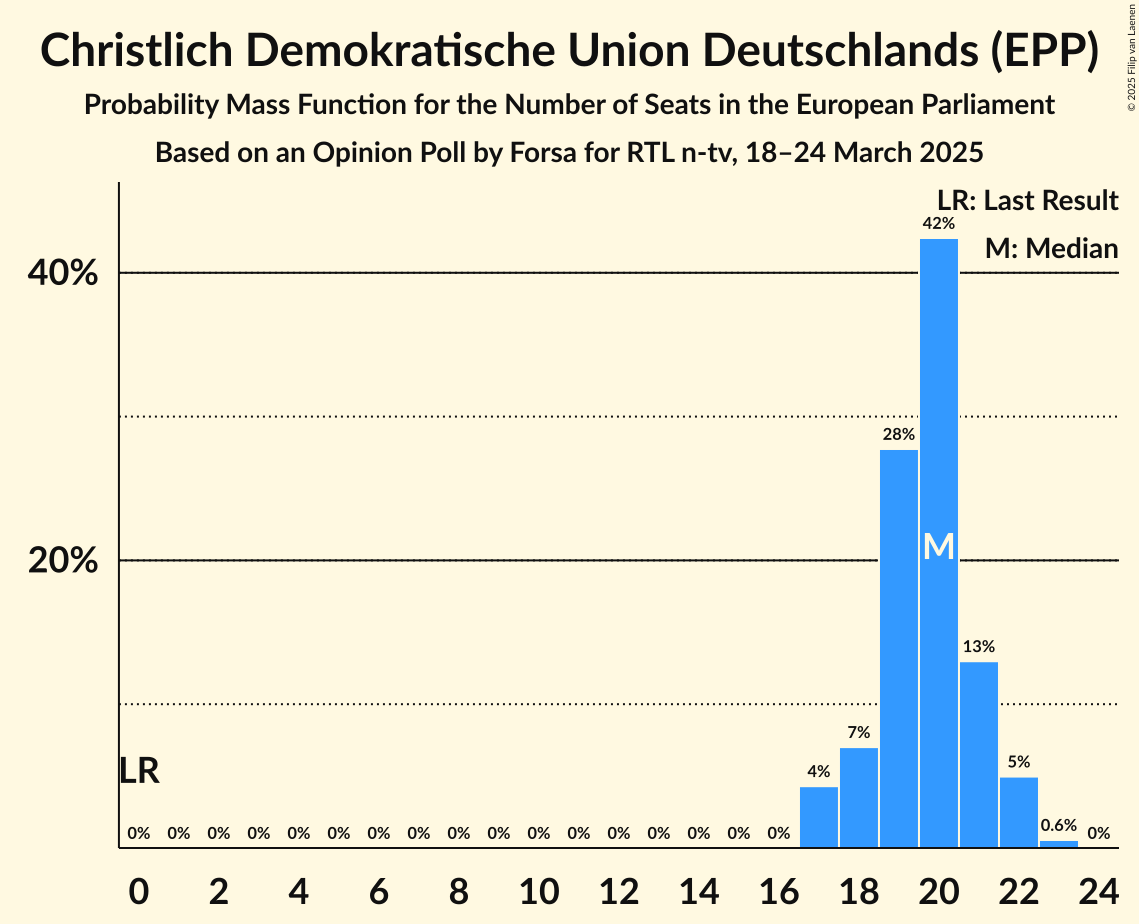 Christlich Demokratische Union Deutschlands (EPP)
Probability Mass Function for the Number of Seats in the European Parliament
Based on an Opinion Poll by Forsa for RTL n-tv, 18–24 March 2025
© 2025 Filip van Laenen
LR: Last Result
M: Median
42%
40%
28%
M
20%
13%
7%
LR
4%
5%
0% 0% 0% 0% 0% 0% 0% 0% 0% 0% 0% 0% 0% 0% 0% 0% 0% 0.6% 0%
0 2 4 6 8 10 12 14 16 18 20 22 24